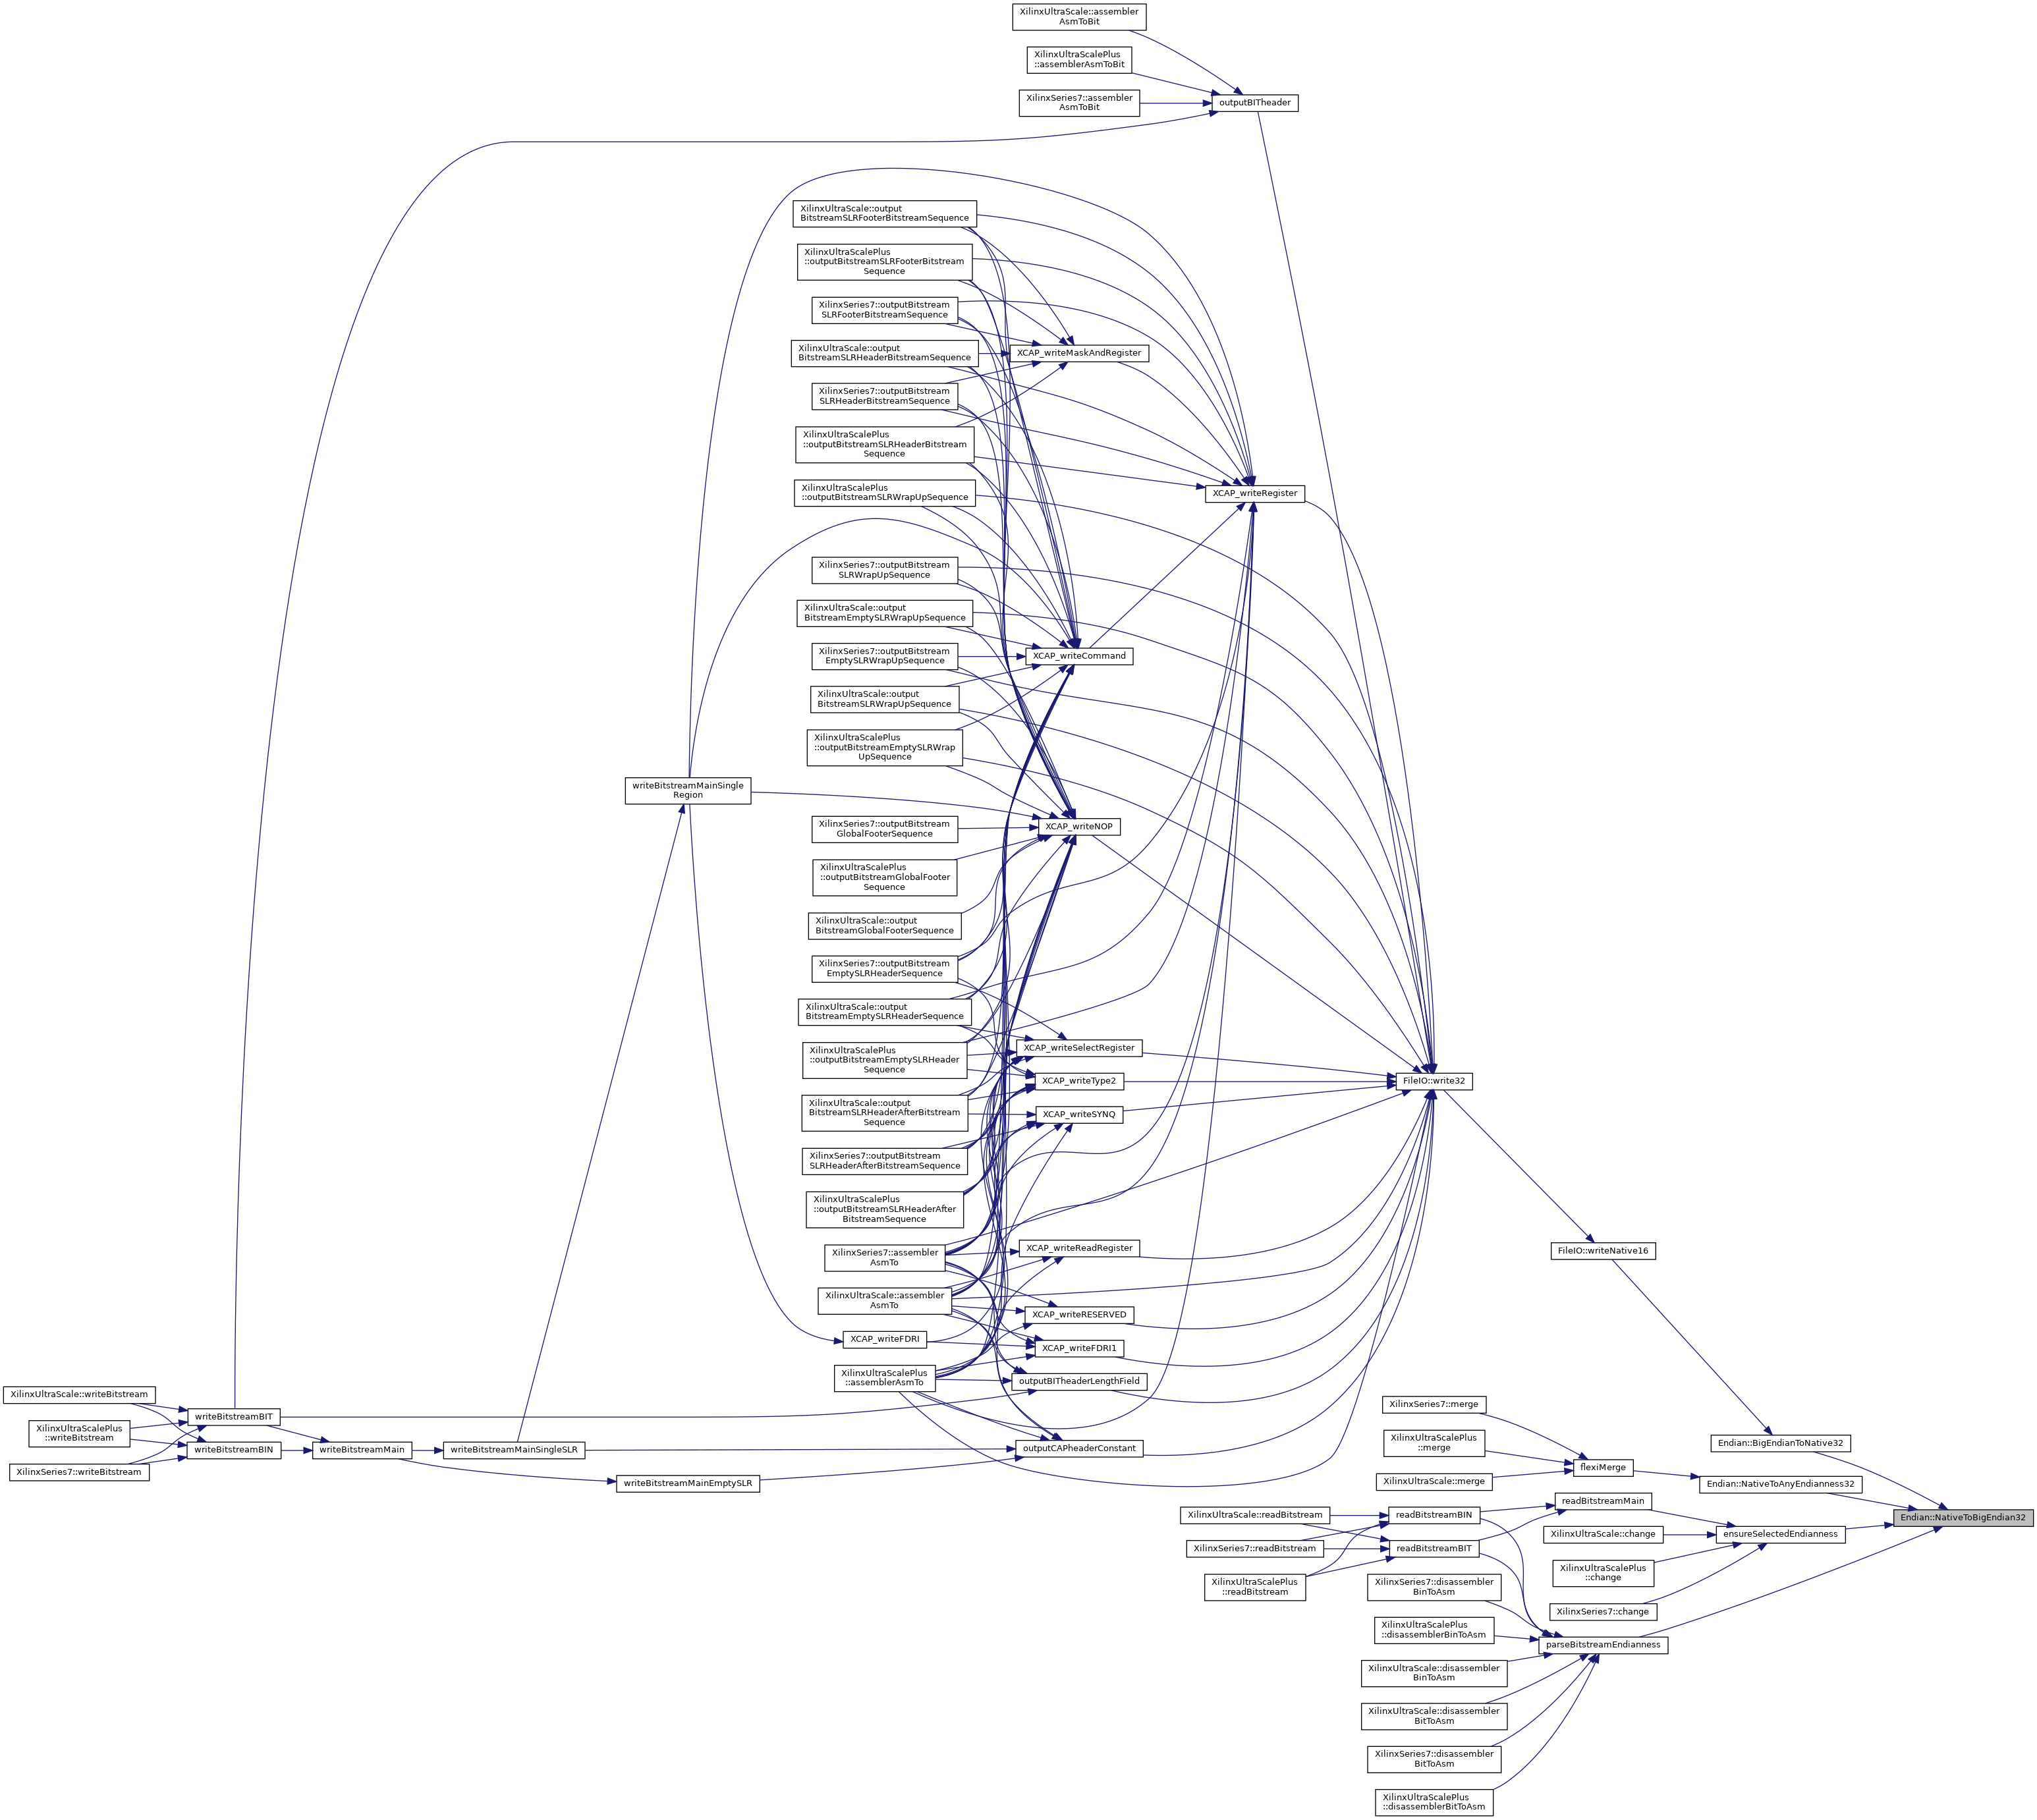 XilinxUltraScale::assembler
AsmToBit
XilinxUltraScalePlus
::assemblerAsmToBit
XilinxSeries7::assembler
AsmToBit
outputBITheader
XilinxUltraScale::output
BitstreamSLRFooterBitstreamSequence
XilinxUltraScalePlus
::outputBitstreamSLRFooterBitstream
Sequence
XilinxSeries7::outputBitstream
SLRFooterBitstreamSequence
XilinxUltraScale::output
BitstreamSLRHeaderBitstreamSequence
XCAP_writeMaskAndRegister
XilinxSeries7::outputBitstream
SLRHeaderBitstreamSequence
XilinxUltraScalePlus
::outputBitstreamSLRHeaderBitstream
Sequence
XilinxUltraScalePlus
::outputBitstreamSLRWrapUpSequence
XCAP_writeRegister
XilinxSeries7::outputBitstream
SLRWrapUpSequence
XilinxUltraScale::output
BitstreamEmptySLRWrapUpSequence
XilinxSeries7::outputBitstream
EmptySLRWrapUpSequence
XCAP_writeCommand
XilinxUltraScale::output
BitstreamSLRWrapUpSequence
XilinxUltraScalePlus
::outputBitstreamEmptySLRWrap
UpSequence
writeBitstreamMainSingle
Region
XilinxSeries7::outputBitstream
GlobalFooterSequence
XCAP_writeNOP
XilinxUltraScalePlus
::outputBitstreamGlobalFooter
Sequence
XilinxUltraScale::output
BitstreamGlobalFooterSequence
XilinxSeries7::outputBitstream
EmptySLRHeaderSequence
XilinxUltraScale::output
BitstreamEmptySLRHeaderSequence
XilinxUltraScalePlus
::outputBitstreamEmptySLRHeader
Sequence
XCAP_writeSelectRegister
XCAP_writeType2
FileIO::write32
XilinxUltraScale::output
BitstreamSLRHeaderAfterBitstream
Sequence
XCAP_writeSYNQ
XilinxSeries7::outputBitstream
SLRHeaderAfterBitstreamSequence
XilinxUltraScalePlus
::outputBitstreamSLRHeaderAfter
BitstreamSequence
XilinxSeries7::assembler
AsmTo
XCAP_writeReadRegister
FileIO::writeNative16
XilinxUltraScale::assembler
AsmTo
XCAP_writeRESERVED
XCAP_writeFDRI
XCAP_writeFDRI1
XilinxUltraScalePlus
::assemblerAsmTo
outputBITheaderLengthField
XilinxUltraScale::writeBitstream
XilinxUltraScalePlus
::writeBitstream
XilinxSeries7::writeBitstream
writeBitstreamBIT
writeBitstreamBIN
writeBitstreamMain
writeBitstreamMainSingleSLR
writeBitstreamMainEmptySLR
outputCAPheaderConstant
XilinxSeries7::merge
XilinxUltraScalePlus
::merge
XilinxUltraScale::merge
flexiMerge
Endian::BigEndianToNative32
Endian::NativeToAnyEndianness32
Endian::NativeToBigEndian32
XilinxUltraScale::readBitstream
XilinxSeries7::readBitstream
XilinxUltraScalePlus
::readBitstream
readBitstreamBIN
readBitstreamBIT
readBitstreamMain
XilinxUltraScale::change
XilinxUltraScalePlus
::change
XilinxSeries7::change
ensureSelectedEndianness
XilinxSeries7::disassembler
BinToAsm
XilinxUltraScalePlus
::disassemblerBinToAsm
parseBitstreamEndianness
XilinxUltraScale::disassembler
BinToAsm
XilinxUltraScale::disassembler
BitToAsm
XilinxSeries7::disassembler
BitToAsm
XilinxUltraScalePlus
::disassemblerBitToAsm